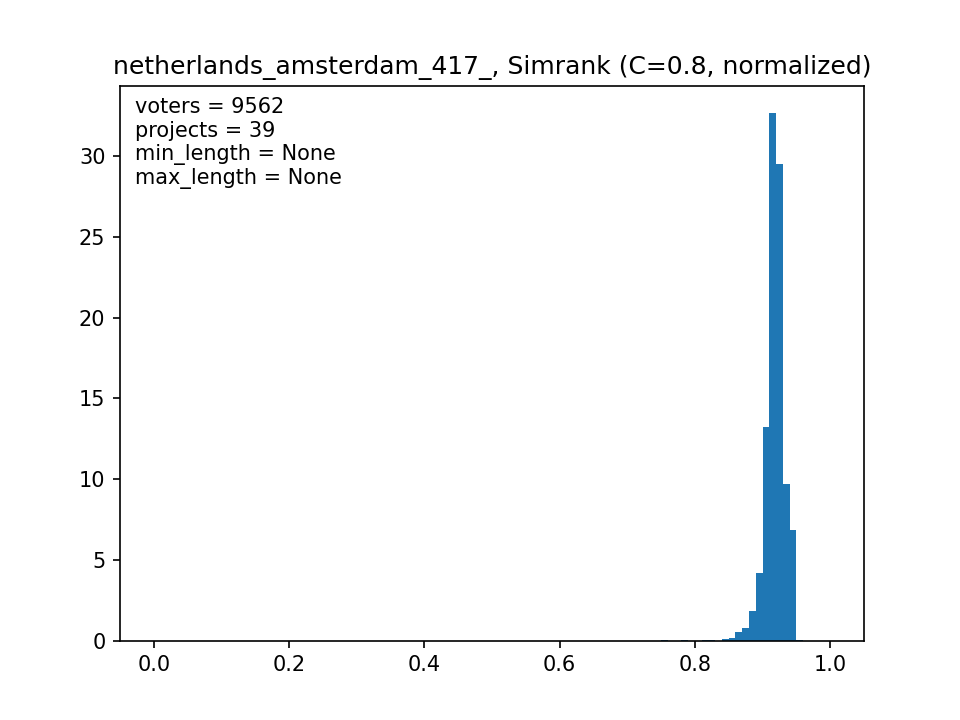 netherlands_amsterdam_417_, Simrank (C=0.8, normalized)
voters = 9562
projects = 39
min_length = None
max_length = None
30
25
20
15
10
5
0
0.0 0.2 0.4 0.6 0.8 1.0